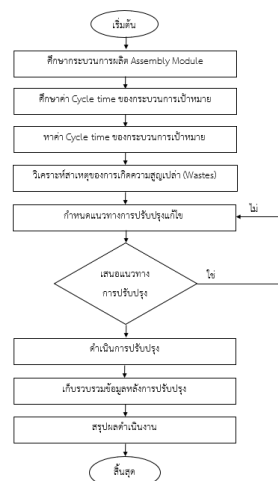 เริ่มต้น
ศึกษากระบวนการผลิต Assembly Module
ศึกษาค่า Cycle time ของกระบวนการเป้าหมาย
หาค่า Cycle time ของกระบวนการเป้าหมาย
วิเคราะห์สาเหตุของการเกิดความสูญเปล่า (Wastes)
กำหนดแนวทางการปรับปรุงแก้ไข
ไม่
เสนอแนวทาง
การปรับปรุง
ใช่
ดำเนินการปรับปรุง
เก็บรวบรวมข้อมูลหลังการปรับปรุง
สรุปผลดำเนินงาน
สิ้นสุด